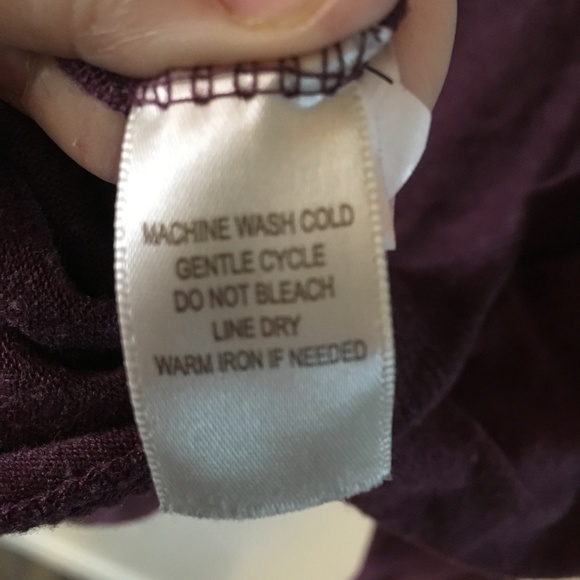 MACHINE WASH COLD
GENTLE CYCLE
DO NOT BLEACH
LINE DRY
WARM IRON IF NEEDED